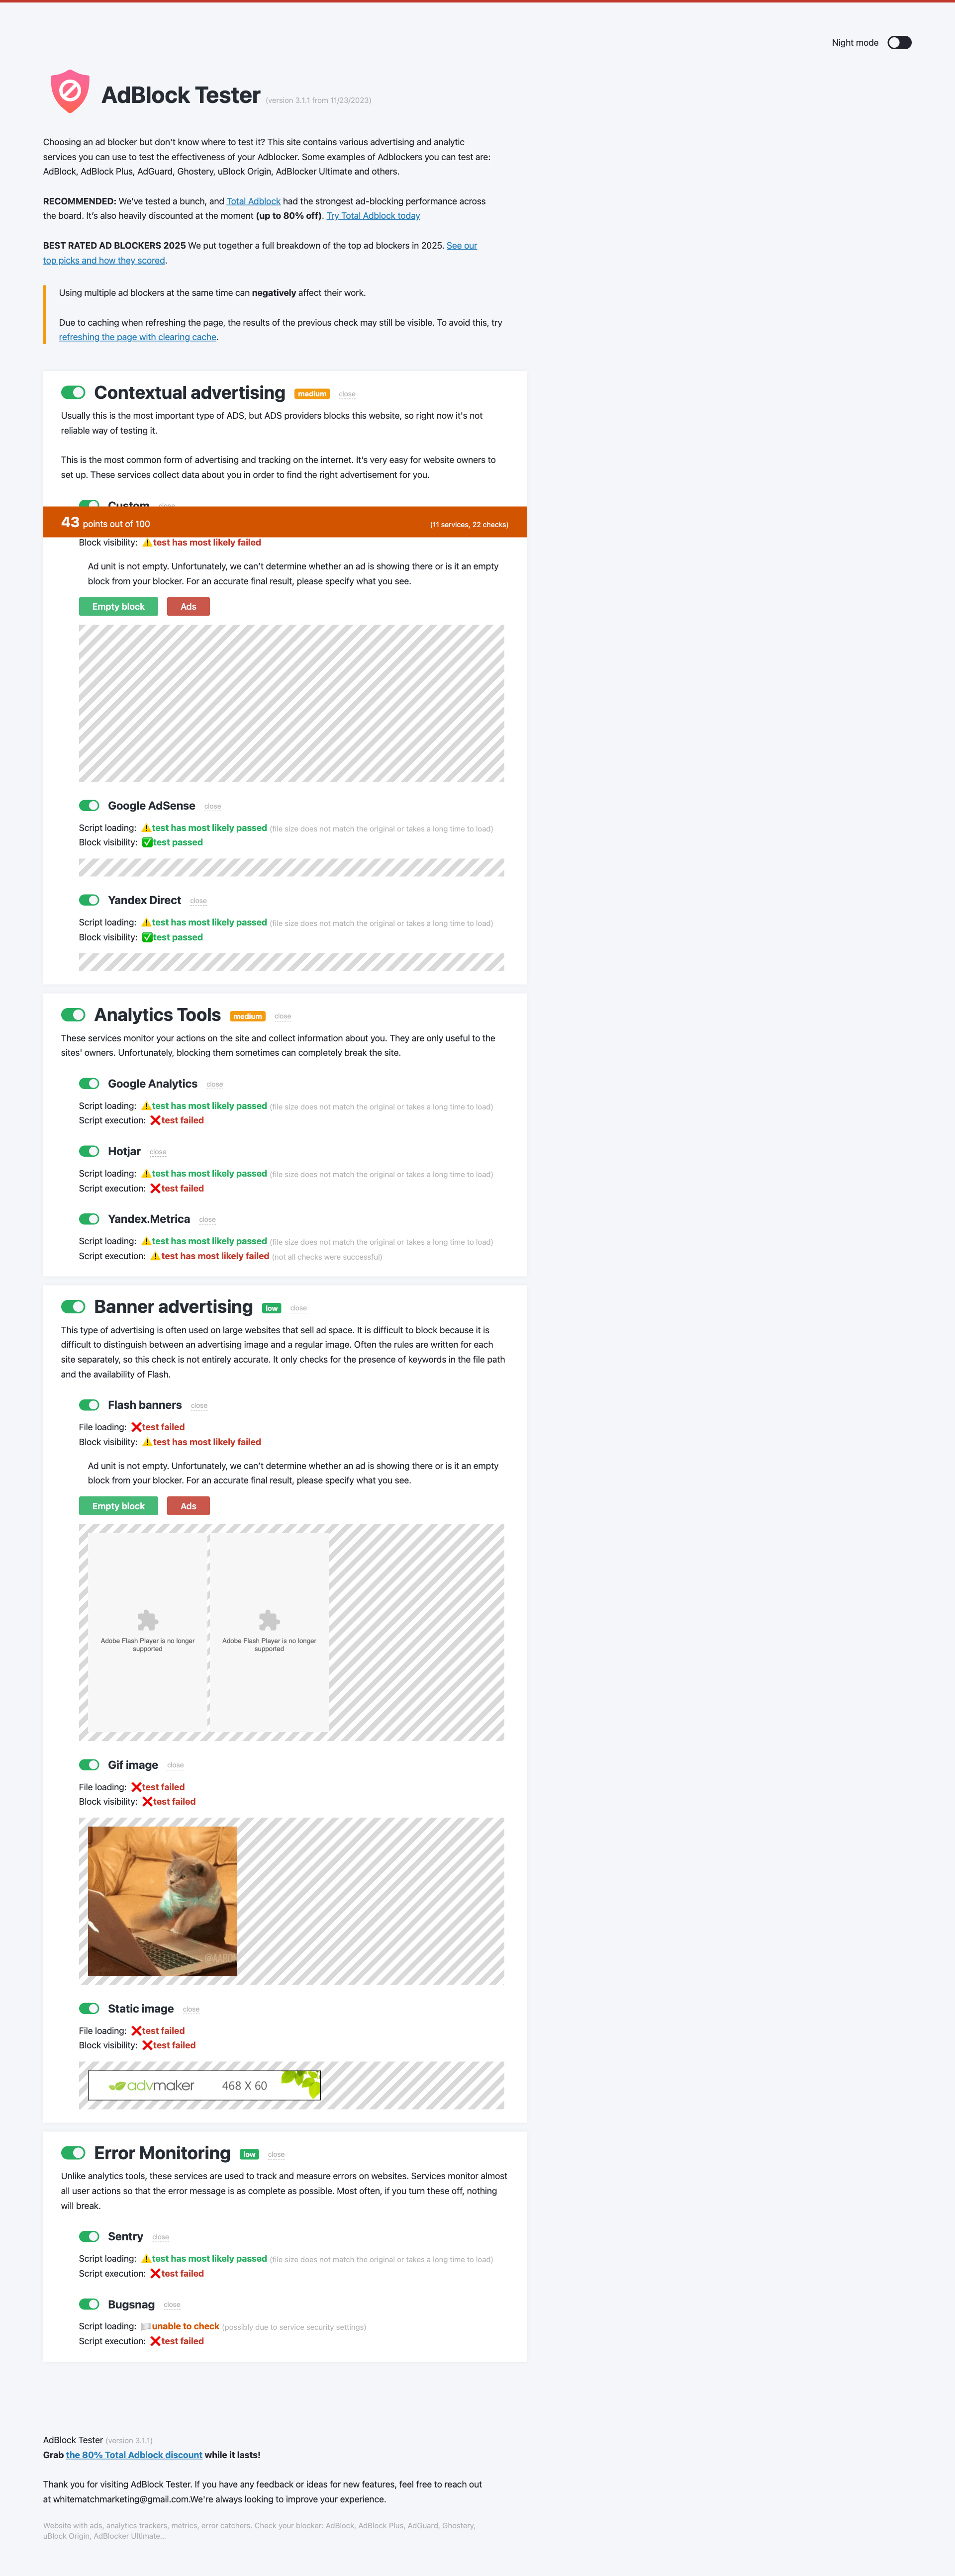 Night mode
AdBlock Tester (version 3.1.1 from 11/23/2023)
Choosing an ad blocker but don't know where to test it? This site contains various advertising and analytic
services you can use to test the effectiveness of your Adblocker. Some examples of Adblockers you can test are:
AdBlock, AdBlock Plus, AdGuard, Ghostery, uBlock Origin, AdBlocker Ultimate and others.
RECOMMENDED: We've tested a bunch, and Total Adblock had the strongest ad-blocking performance across
the board. It's also heavily discounted at the moment (up to 80% off). Try Total Adblock today
BEST RATED AD BLOCKERS 2025 We put together a full breakdown of the top ad blockers in 2025. See our
top picks and how they scored.
Using multiple ad blockers at the same time can negatively affect their work.
Due to caching when refreshing the page, the results of the previous check may still be visible. To avoid this, try
refreshing the page with clearing cache.
Contextual advertising medium close
Usually this is the most important type of ADS, but ADS providers blocks this website, so right now it's not
reliable way of testing it.
This is the most common form of advertising and tracking on the internet. It's very easy for website owners to
set up. These services collect data about you in order to find the right advertisement for you.
Custom close
43 points out of 100 (11 services, 22 checks)
Block visibility: ⚠️test has most likely failed
Ad unit is not empty. Unfortunately, we can't determine whether an ad is showing there or is it an empty
block from your blocker. For an accurate final result, please specify what you see.
Empty block Ads
Google AdSense close
Script loading: ⚠️test has most likely passed (file size does not match the original or takes a long time to load)
Block visibility: ✅test passed
Yandex Direct close
Script loading: ⚠️test has most likely passed (file size does not match the original or takes a long time to load)
Block visibility: ✅test passed
Analytics Tools medium close
These services monitor your actions on the site and collect information about you. They are only useful to the
sites' owners. Unfortunately, blocking them sometimes can completely break the site.
Google Analytics close
Script loading: ⚠️test has most likely passed (file size does not match the original or takes a long time to load)
Script execution: ❌test failed
Hotjar close
Script loading: ⚠️test has most likely passed (file size does not match the original or takes a long time to load)
Script execution: ❌test failed
Yandex.Metrica close
Script loading: ⚠️test has most likely passed (file size does not match the original or takes a long time to load)
Script execution: ⚠️test has most likely failed (not all checks were successful)
Banner advertising low close
This type of advertising is often used on large websites that sell ad space. It is difficult to block because it is
difficult to distinguish between an advertising image and a regular image. Often the rules are written for each
site separately, so this check is not entirely accurate. It only checks for the presence of keywords in the file path
and the availability of Flash.
Flash banners close
File loading: ❌test failed
Block visibility: ⚠️test has most likely failed
Ad unit is not empty. Unfortunately, we can't determine whether an ad is showing there or is it an empty
block from your blocker. For an accurate final result, please specify what you see.
Empty block Ads
Adobe Flash Player is no longer
supported
Adobe Flash Player is no longer
supported
Gif image close
File loading: ❌test failed
Block visibility: ❌test failed
Static image close
File loading: ❌test failed
Block visibility: ❌test failed
advmaker 468 X 60
Error Monitoring low close
Unlike analytics tools, these services are used to track and measure errors on websites. Services monitor almost
all user actions so that the error message is as complete as possible. Most often, if you turn these off, nothing
will break.
Sentry close
Script loading: ⚠️test has most likely passed (file size does not match the original or takes a long time to load)
Script execution: ❌test failed
Bugsnag close
Script loading: 🏳️unable to check (possibly due to service security settings)
Script execution: ❌test failed
AdBlock Tester (version 3.1.1)
Grab the 80% Total Adblock discount while it lasts!
Thank you for visiting AdBlock Tester. If you have any feedback or ideas for new features, feel free to reach out
at whitematchmarketing@gmail.com.We're always looking to improve your experience.
Website with ads, analytics trackers, metrics, error catchers. Check your blocker: AdBlock, AdBlock Plus, AdGuard, Ghostery,
uBlock Origin, AdBlocker Ultimate...